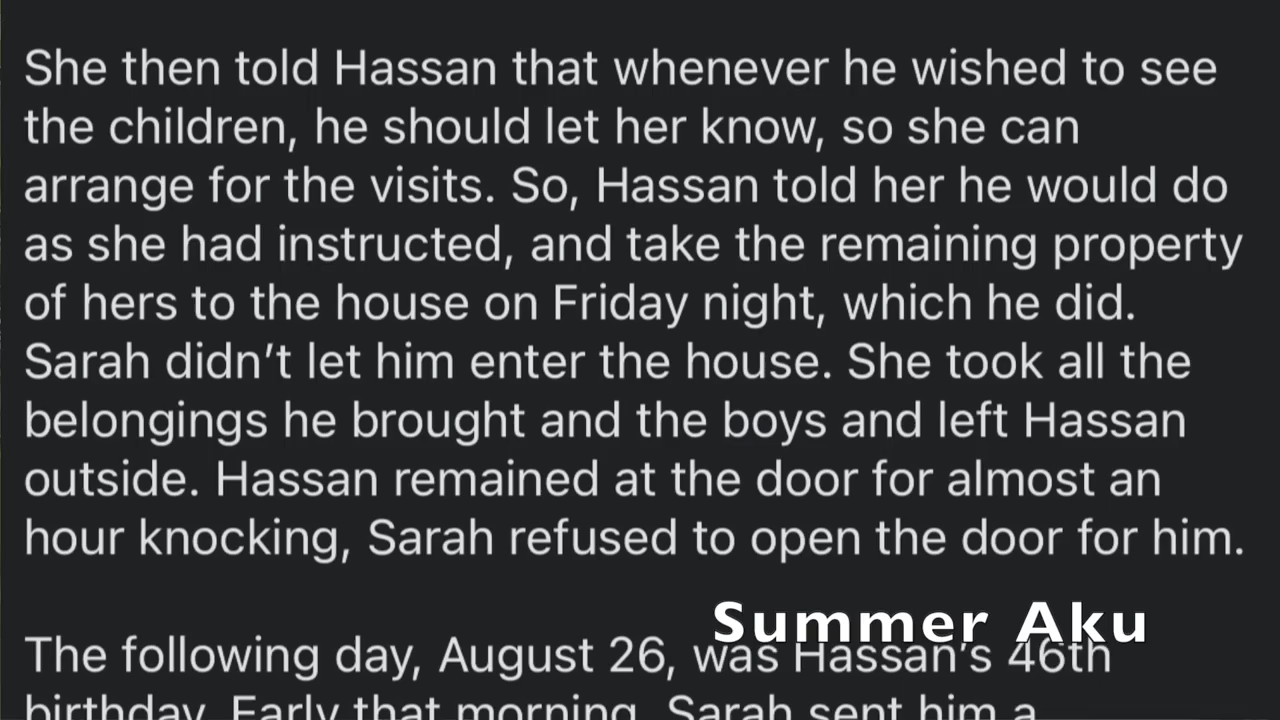 She then told Hassan that whenever he wished to see
the children, he should let her know, so she can
arrange for the visits. So, Hassan told her he would do
as she had instructed, and take the remaining property
of hers to the house on Friday night, which he did.
Sarah didn’t let him enter the house. She took all the
belongings he brought and the boys and left Hassan
outside. Hassan remained at the door for almost an
hour knocking, Sarah refused to open the door for him.
Summer Aku
The following day, August 26, was Hassan’s 46th
birthday. Early that morning, Sarah sent him a